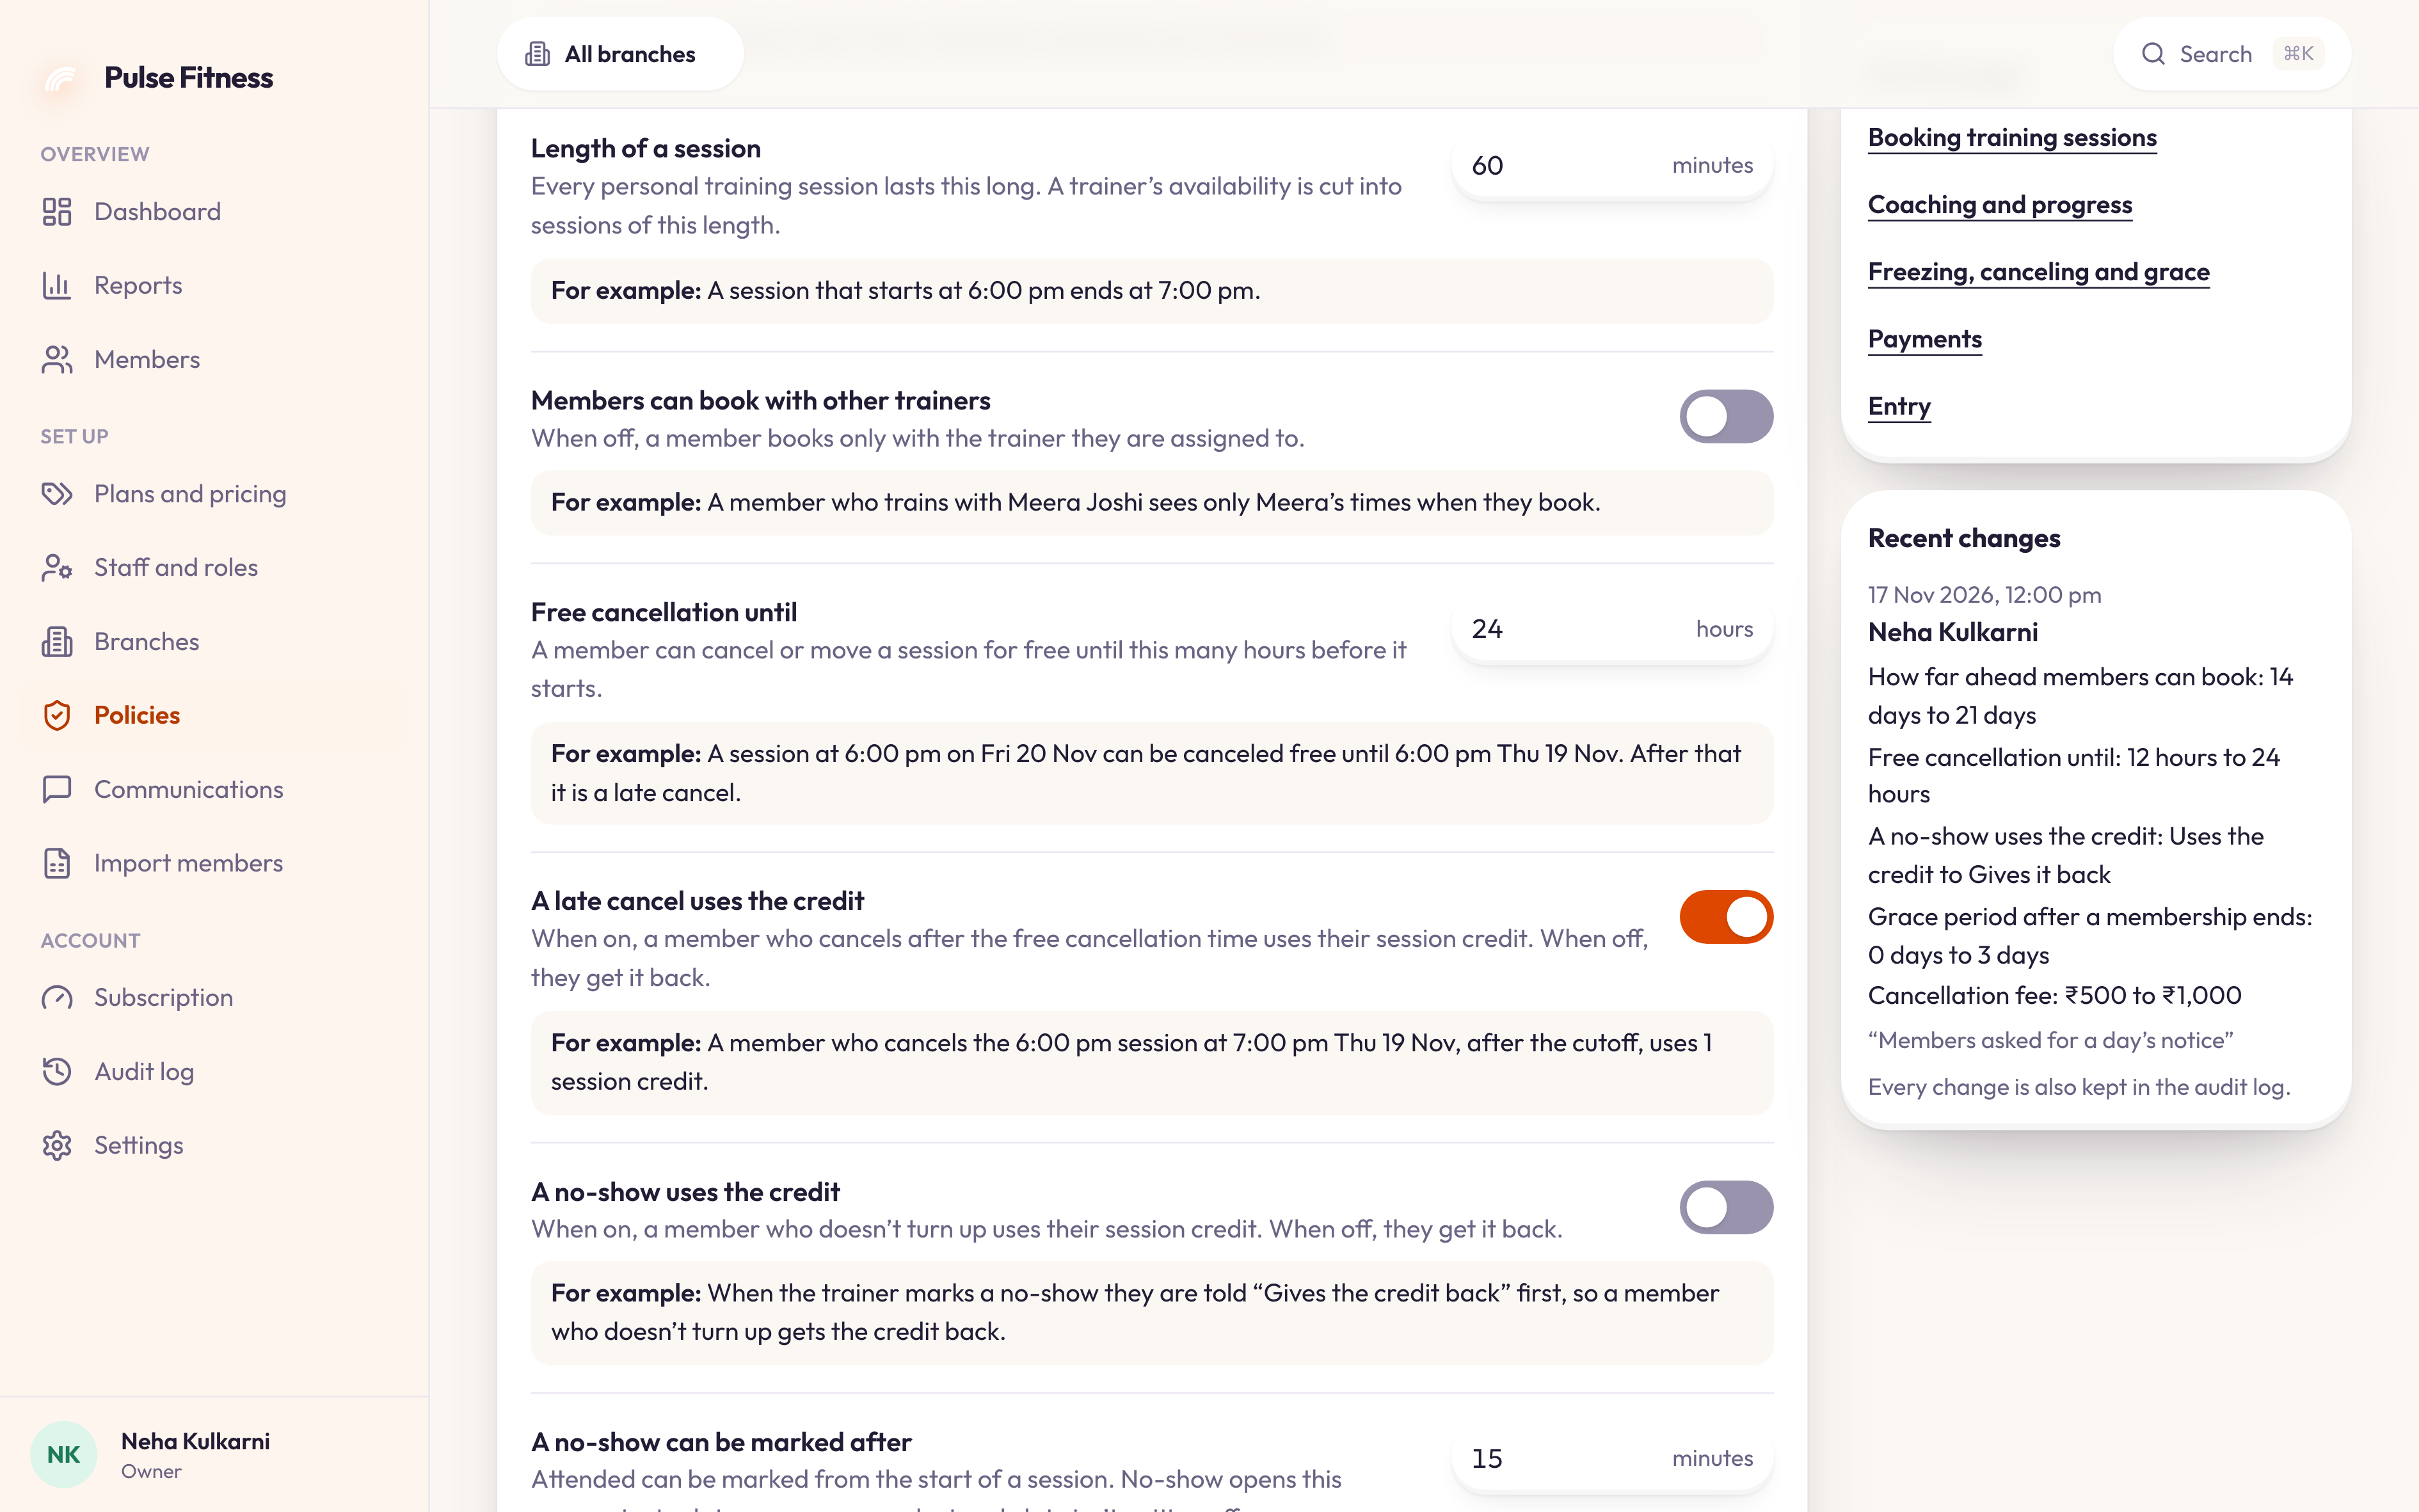 Pulse Fitness
OVERVIEW
Dashboard
Reports
Members
SET UP
Plans and pricing
Staff and roles
Branches
Policies
Communications
Import members
ACCOUNT
Subscription
Audit log
Settings
NK
Neha Kulkarni
Owner
All branches
Search ⌘K
Length of a session
Every personal training session lasts this long. A trainer’s availability is cut into
sessions of this length.
60 minutes
For example: A session that starts at 6:00 pm ends at 7:00 pm.
Members can book with other trainers
When off, a member books only with the trainer they are assigned to.
For example: A member who trains with Meera Joshi sees only Meera’s times when they book.
Free cancellation until
A member can cancel or move a session for free until this many hours before it
starts.
24 hours
For example: A session at 6:00 pm on Fri 20 Nov can be canceled free until 6:00 pm Thu 19 Nov. After that
it is a late cancel.
A late cancel uses the credit
When on, a member who cancels after the free cancellation time uses their session credit. When off,
they get it back.
For example: A member who cancels the 6:00 pm session at 7:00 pm Thu 19 Nov, after the cutoff, uses 1
session credit.
A no-show uses the credit
When on, a member who doesn’t turn up uses their session credit. When off, they get it back.
For example: When the trainer marks a no-show they are told “Gives the credit back” first, so a member
who doesn’t turn up gets the credit back.
A no-show can be marked after
Attended can be marked from the start of a session. No-show opens this
15 minutes
Booking training sessions
Coaching and progress
Freezing, canceling and grace
Payments
Entry
Recent changes
17 Nov 2026, 12:00 pm
Neha Kulkarni
How far ahead members can book: 14
days to 21 days
Free cancellation until: 12 hours to 24
hours
A no-show uses the credit: Uses the
credit to Gives it back
Grace period after a membership ends:
0 days to 3 days
Cancellation fee: ₹500 to ₹1,000
“Members asked for a day’s notice”
Every change is also kept in the audit log.